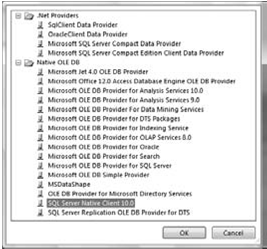 .Net Providers
SqlClient Data Provider
OracleClient Data Provider
Microsoft SQL Server Compact Data Provider
Microsoft SQL Server Compact Edition Client Data Provider
Native OLE DB
Microsoft Jet 4.0 OLE DB Provider
Microsoft Office 12.0 Access Database Engine OLE DB Provider
Microsoft OLE DB Provider for Analysis Services 10.0
Microsoft OLE DB Provider for Analysis Services 9.0
Microsoft OLE DB Provider For Data Mining Services
Microsoft OLE DB Provider for DTS Packages
Microsoft OLE DB Provider for Indexing Service
Microsoft OLE DB Provider for OLAP Services 8.0
Microsoft OLE DB Provider for Oracle
Microsoft OLE DB Provider for Search
Microsoft OLE DB Provider for SQL Server
Microsoft OLE DB Simple Provider
MSDataShape
OLE DB Provider for Microsoft Directory Services
SQL Server Native Client 10.0
SQL Server Replication OLE DB Provider for DTS
OK
Cancel